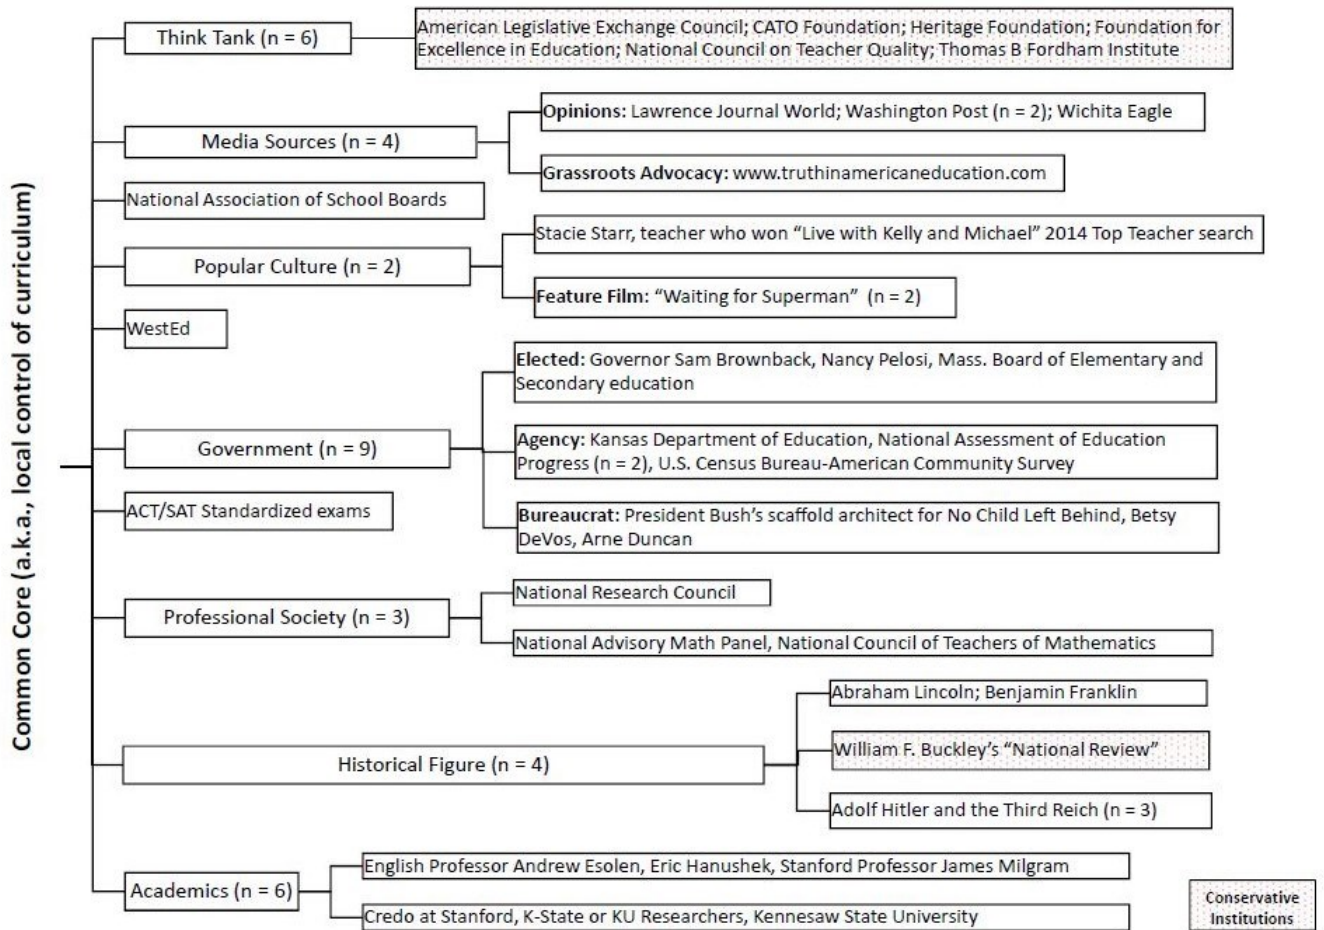 Common Core (a.k.a., local control of curriculum)
Think Tank (n = 6)
American Legislative Exchange Council; CATO Foundation; Heritage Foundation; Foundation for
Excellence in Education; National Council on Teacher Quality; Thomas B Fordham Institute
Media Sources (n = 4)
Opinions: Lawrence Journal World; Washington Post (n = 2); Wichita Eagle
Grassroots Advocacy: www.truthinamericaneducation.com
National Association of School Boards
Popular Culture (n = 2)
Stacie Starr, teacher who won “Live with Kelly and Michael” 2014 Top Teacher search
Feature Film: “Waiting for Superman” (n = 2)
WestEd
Government (n = 9)
Elected: Governor Sam Brownback, Nancy Pelosi, Mass. Board of Elementary and
Secondary education
Agency: Kansas Department of Education, National Assessment of Education
Progress (n = 2), U.S. Census Bureau-American Community Survey
Bureaucrat: President Bush’s scaffold architect for No Child Left Behind, Betsy
DeVos, Arne Duncan
ACT/SAT Standardized exams
Professional Society (n = 3)
National Research Council
National Advisory Math Panel, National Council of Teachers of Mathematics
Historical Figure (n = 4)
Abraham Lincoln; Benjamin Franklin
William F. Buckley’s “National Review”
Adolf Hitler and the Third Reich (n = 3)
Academics (n = 6)
English Professor Andrew Esolen, Eric Hanushek, Stanford Professor James Milgram
Credo at Stanford, K-State or KU Researchers, Kennesaw State University
Conservative
Institutions